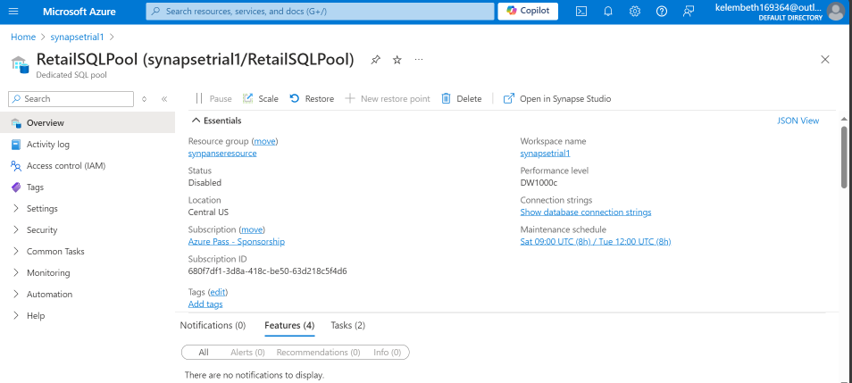 Microsoft Azure
Search resources, services, and docs (G+/)
Copilot
kelembeth169364@outl...
DEFAULT DIRECTORY
Home > synapsetrial1 >
RetailSQLPool (synapsetrial1/RetailSQLPool)
Dedicated SQL pool
Search
Pause
Scale
Restore
New restore point
Delete
Open in Synapse Studio
Overview
Activity log
Access control (IAM)
Tags
Settings
Security
Common Tasks
Monitoring
Automation
Help
Essentials
JSON View
Resource group (move)
synpanseresource
Status
Disabled
Location
Central US
Subscription (move)
Azure Pass - Sponsorship
Subscription ID
680f7df1-3d8a-418c-be50-63d218c5f4d6
Tags (edit)
Add tags
Workspace name
synapsetrial1
Performance level
DW1000c
Connection strings
Show database connection strings
Maintenance schedule
Sat 09:00 UTC (8h) / Tue 12:00 UTC (8h)
Notifications (0)
Features (4)
Tasks (2)
All
Alerts (0)
Recommendations (0)
Info (0)
There are no notifications to display.